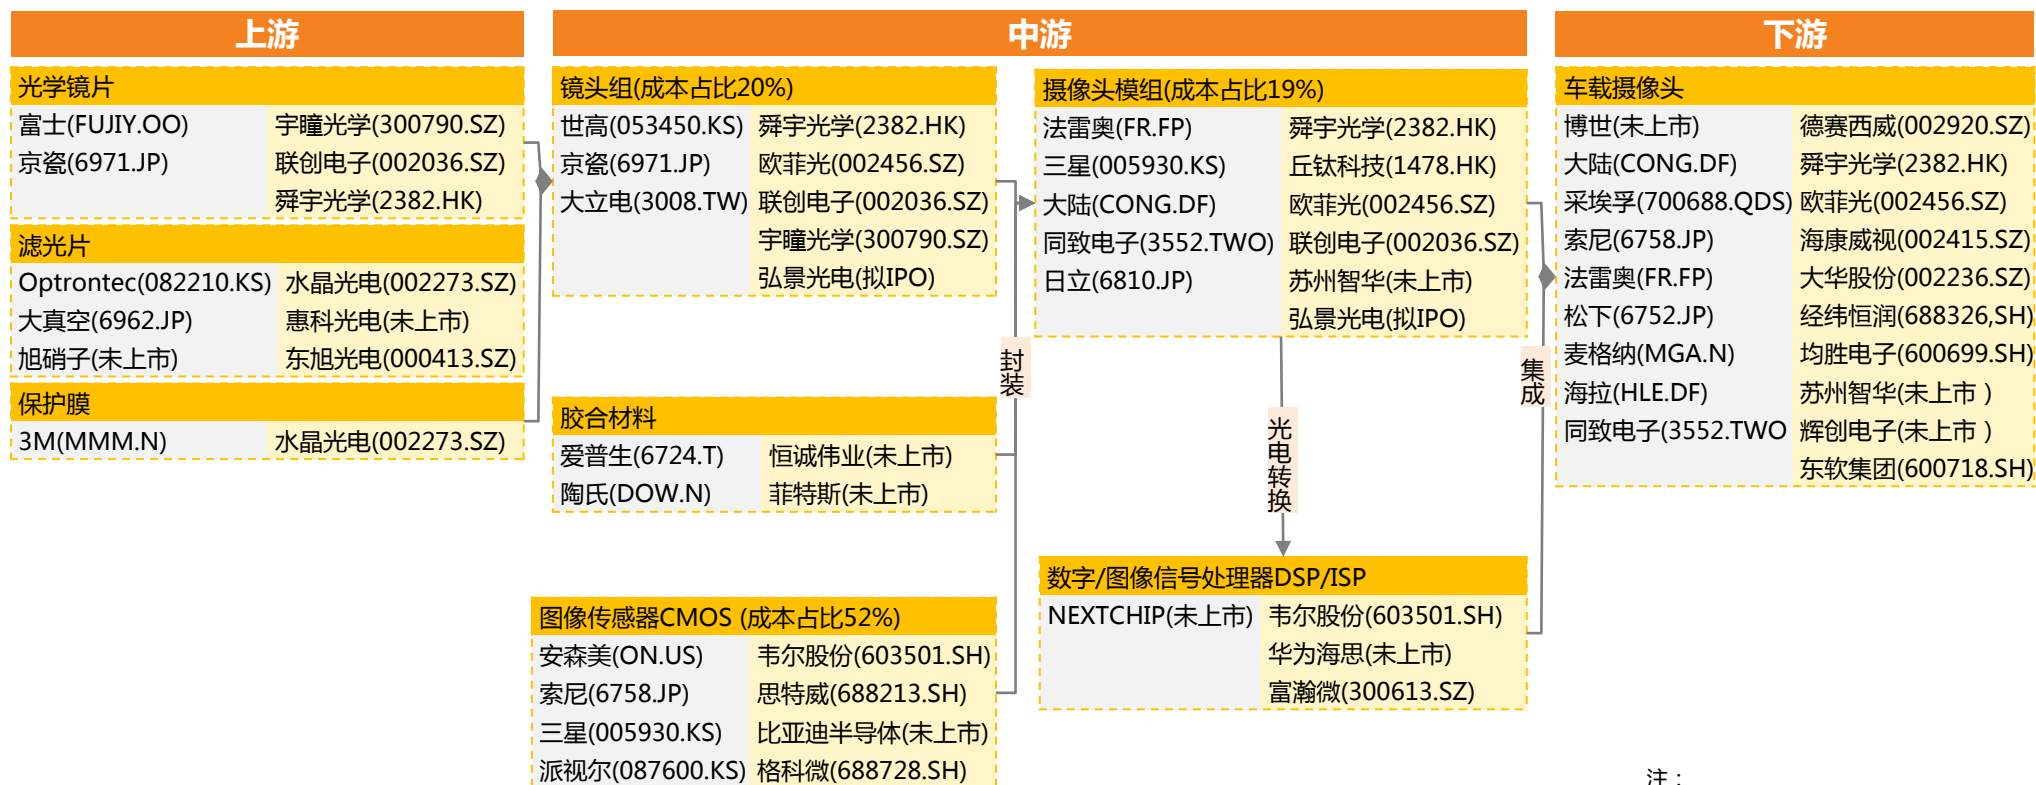 上游
光学镜片
富士(FUJIY.OO) 宇瞳光学(300790.SZ)
京瓷(6971.JP) 联创电子(002036.SZ)
舜宇光学(2382.HK)
滤光片
Optrontec(082210.KS) 水晶光电(002273.SZ)
大真空(6962.JP) 惠科光电(未上市)
旭硝子(未上市) 东旭光电(000413.SZ)
保护膜
3M(MMM.N) 水晶光电(002273.SZ)
中游
镜头组(成本占比20%)
世高(053450.KS) 舜宇光学(2382.HK)
京瓷(6971.JP) 欧菲光(002456.SZ)
大立电(3008.TW) 联创电子(002036.SZ)
宇瞳光学(300790.SZ)
弘景光电(拟IPO)
胶合材料
爱普生(6724.T) 恒诚伟业(未上市)
陶氏(DOW.N) 菲特斯(未上市)
图像传感器CMOS (成本占比52%)
安森美(ON.US) 韦尔股份(603501.SH)
索尼(6758.JP) 思特威(688213.SH)
三星(005930.KS) 比亚迪半导体(未上市)
派视尔(087600.KS) 格科微(688728.SH)
封装
摄像头模组(成本占比19%)
法雷奥(FR.FP) 舜宇光学(2382.HK)
三星(005930.KS) 丘钛科技(1478.HK)
大陆(CONG.DF) 欧菲光(002456.SZ)
同致电子(3552.TWO) 联创电子(002036.SZ)
日立(6810.JP) 苏州智华(未上市)
弘景光电(拟IPO)
光电转换
数字/图像信号处理器DSP/ISP
NEXTCHIP(未上市) 韦尔股份(603501.SH)
华为海思(未上市)
富瀚微(300613.SZ)
集成
下游
车载摄像头
博世(未上市) 德赛西威(002920.SZ)
大陆(CONG.DF) 舜宇光学(2382.HK)
采埃孚(700688.QDS) 欧菲光(002456.SZ)
索尼(6758.JP) 海康威视(002415.SZ)
法雷奥(FR.FP) 大华股份(002236.SZ)
松下(6752.JP) 经纬恒润(688326,SH)
麦格纳(MGA.N) 均胜电子(600699.SH)
海拉(HLE.DF) 苏州智华(未上市 )
同致电子(3552.TWO 辉创电子(未上市 )
东软集团(600718.SH)
注：